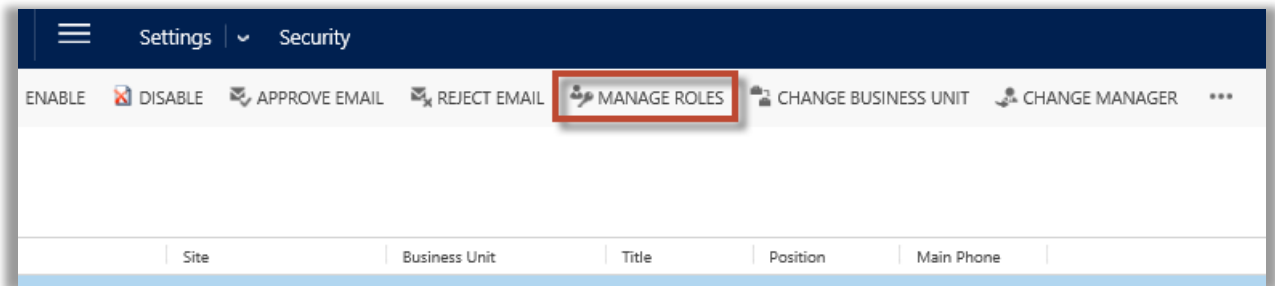 Settings Security
ENABLE DISABLE APPROVE EMAIL REJECT EMAIL MANAGE ROLES CHANGE BUSINESS UNIT CHANGE MANAGER ...
Site Business Unit Title Position Main Phone